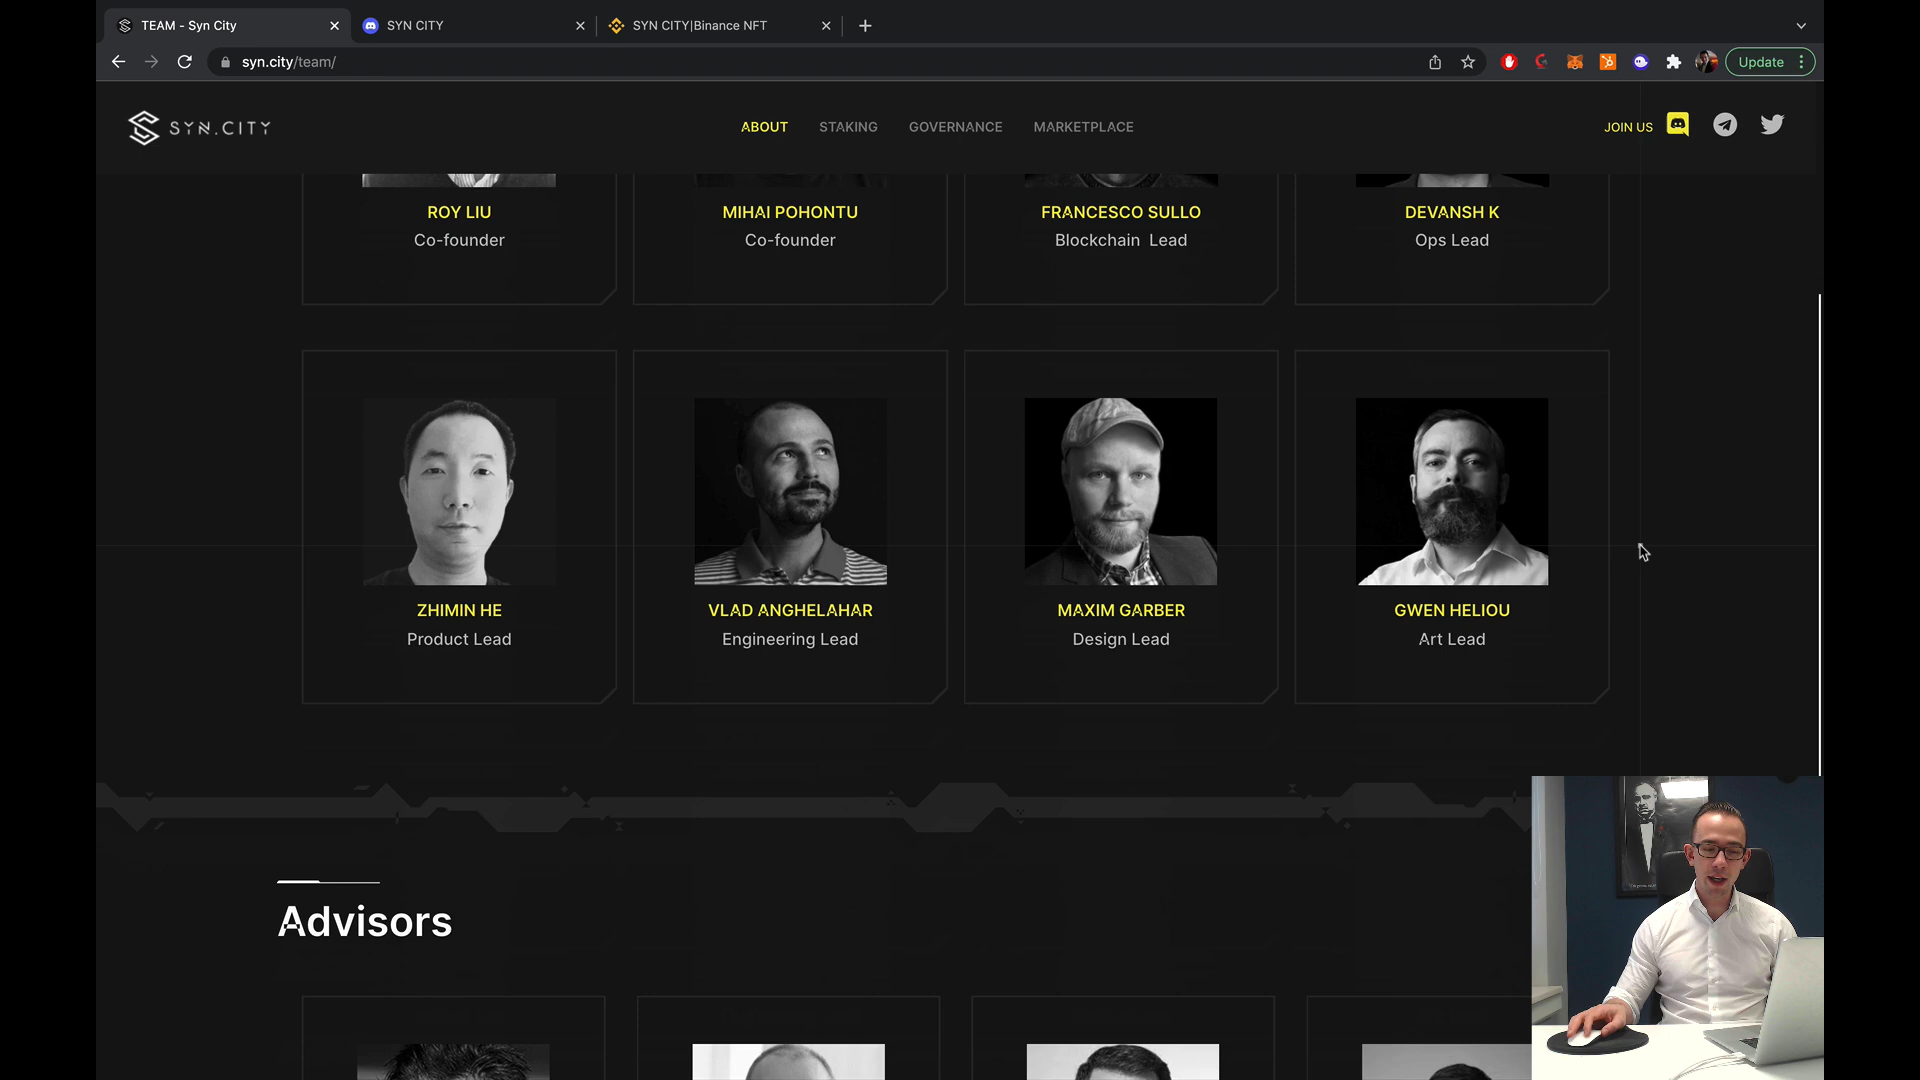 TEAM - Syn City
SYN CITY
SYN CITY|Binance NFT
syn.city/team/
Update
SYN.CITY
ABOUT
STAKING
GOVERNANCE
MARKETPLACE
JOIN US
ROY LIU
Co-founder
MIHAI POHONTU
Co-founder
FRANCESCO SULLO
Blockchain Lead
DEVANSH K
Ops Lead
ZHIMIN HE
Product Lead
VLAD ANGHELAHAR
Engineering Lead
MAXIM GARBER
Design Lead
GWEN HELIOU
Art Lead
Advisors